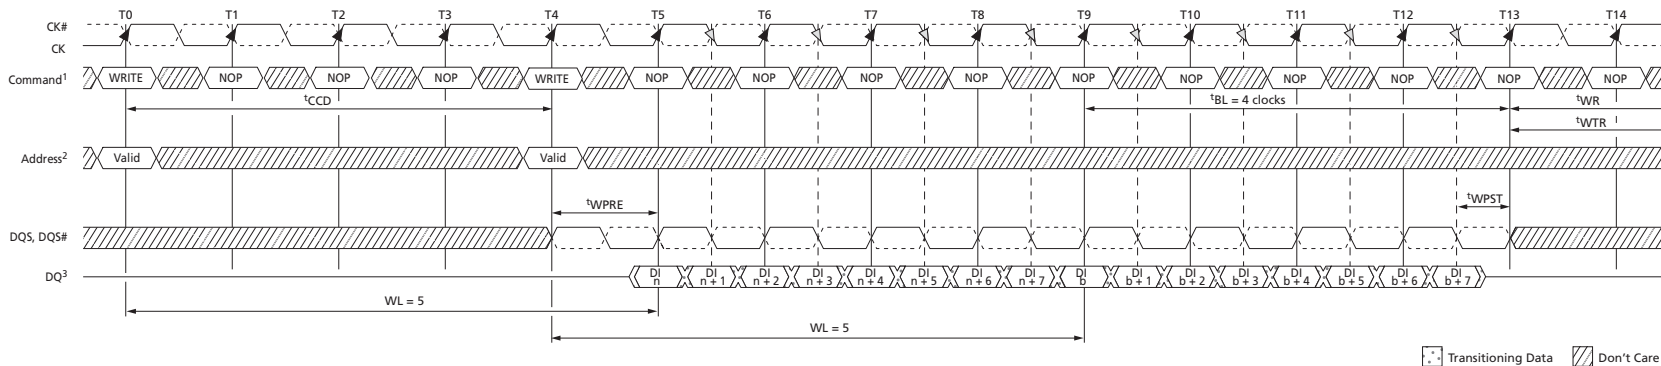 T0 T1 T2 T3 T4 T5 T6 T7 T8 T9 T10 T11 T12 T13 T14
CK#
CK
Command1 WRITE NOP NOP NOP WRITE NOP NOP NOP NOP NOP NOP NOP NOP NOP NOP
tCCD tBL = 4 clocks tWR
tWTR
Address2 Valid Valid
tWPRE tWPST
DQS, DQS#
DQ3 DI n DI n + 1 DI n + 2 DI n + 3 DI n + 4 DI n + 5 DI n + 6 DI n + 7 DI b DI b + 1 DI b + 2 DI b + 3 DI b + 4 DI b + 5 DI b + 6 DI b + 7
WL = 5
WL = 5
Transitioning Data Don't Care